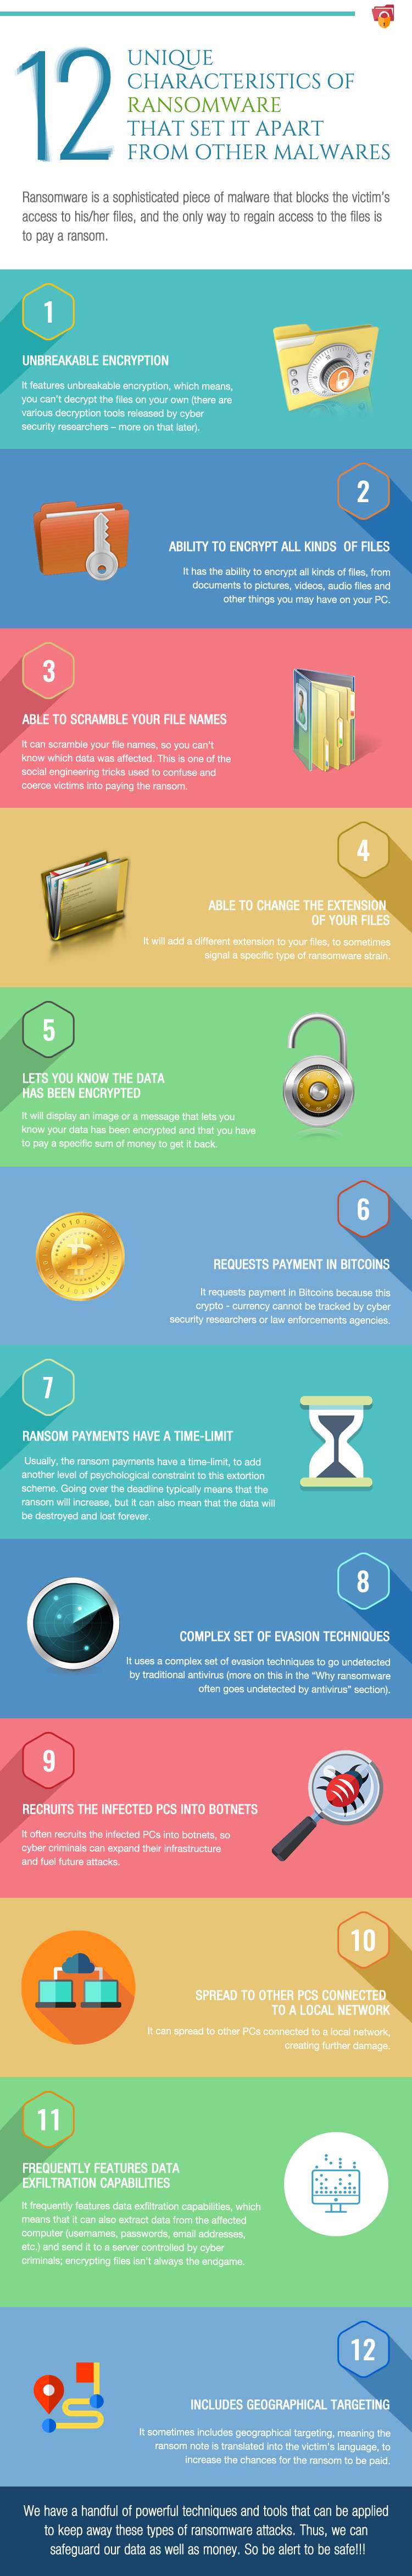 12
UNIQUE
CHARACTERISTICS OF
RANSOMWARE
THAT SET IT APART
FROM OTHER MALWARES
Ransomware is a sophisticated piece of malware that blocks the victim's
access to his/her files, and the only way to regain access to the files is
to pay a ransom.
1
UNBREAKABLE ENCRYPTION
It features unbreakable encryption, which means,
you can't decrypt the files on your own (there are
various decryption tools released by cyber
security researchers – more on that later).
2
ABILITY TO ENCRYPT ALL KINDS OF FILES
It has the ability to encrypt all kinds of files, from
documents to pictures, videos, audio files and
other things you may have on your PC.
3
ABLE TO SCRAMBLE YOUR FILE NAMES
It can scramble your file names, so you can't
know which data was affected. This is one of the
social engineering tricks used to confuse and
coerce victims into paying the ransom.
4
ABLE TO CHANGE THE EXTENSION
OF YOUR FILES
It will add a different extension to your files, to sometimes
signal a specific type of ransomware strain.
5
LETS YOU KNOW THE DATA
HAS BEEN ENCRYPTED
It will display an image or a message that lets you
know your data has been encrypted and that you have
to pay a specific sum of money to get it back.
6
REQUESTS PAYMENT IN BITCOINS
It requests payment in Bitcoins because this
crypto - currency cannot be tracked by cyber
security researchers or law enforcements agencies.
7
RANSOM PAYMENTS HAVE A TIME-LIMIT
Usually, the ransom payments have a time-limit, to add
another level of psychological constraint to this extortion
scheme. Going over the deadline typically means that the
ransom will increase, but it can also mean that the data will
be destroyed and lost forever.
8
COMPLEX SET OF EVASION TECHNIQUES
It uses a complex set of evasion techniques to go undetected
by traditional antivirus (more on this in the "Why ransomware
often goes undetected by antivirus" section).
9
RECRUITS THE INFECTED PCS INTO BOTNETS
It often recruits the infected PCs into botnets, so
cyber criminals can expand their infrastructure
and fuel future attacks.
10
SPREAD TO OTHER PCS CONNECTED
TO A LOCAL NETWORK
It can spread to other PCs connected to a local network,
creating further damage.
11
FREQUENTLY FEATURES DATA
EXFILTRATION CAPABILITIES
It frequently features data exfiltration capabilities, which
means that it can also extract data from the affected
computer (usernames, passwords, email addresses,
etc.) and send it to a server controlled by cyber
criminals; encrypting files isn't always the endgame.
12
INCLUDES GEOGRAPHICAL TARGETING
It sometimes includes geographical targeting, meaning the
ransom note is translated into the victim's language, to
increase the chances for the ransom to be paid.
We have a handful of powerful techniques and tools that can be applied
to keep away these types of ransomware attacks. Thus, we can
safeguard our data as well as money. So be alert to be safe!!!